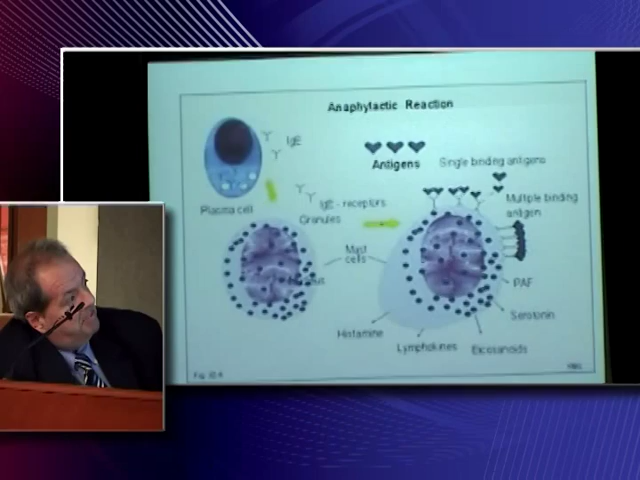 Anaphylactic Reaction
IgE
Antigens
Single binding antigens
Plasma cell
IgE - receptors
Granules
Multiple binding
antigen
Mast
cells
PAF
Serotonin
Histamine
Lymphokines
Eicosanoids